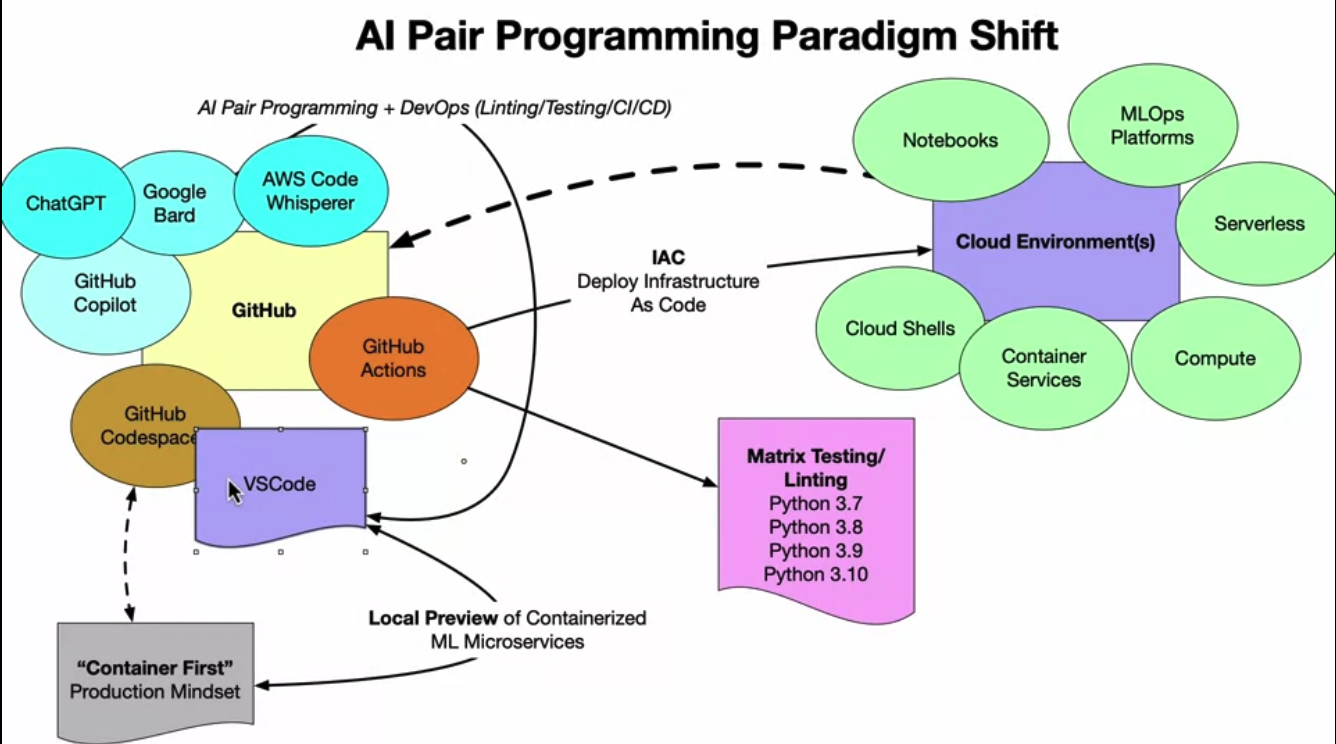 AI Pair Programming Paradigm Shift
AI Pair Programming + DevOps (Linting/Testing/CI/CD)
ChatGPT
Google
Bard
AWS Code
Whisperer
GitHub
Copilot
GitHub
GitHub
Actions
GitHub
Codespace
VSCode
IAC
Deploy Infrastructure
As Code
Notebooks
MLOps
Platforms
Serverless
Cloud Environment(s)
Cloud Shells
Container
Services
Compute
Matrix Testing/
Linting
Python 3.7
Python 3.8
Python 3.9
Python 3.10
Local Preview of Containerized
ML Microservices
“Container First”
Production Mindset